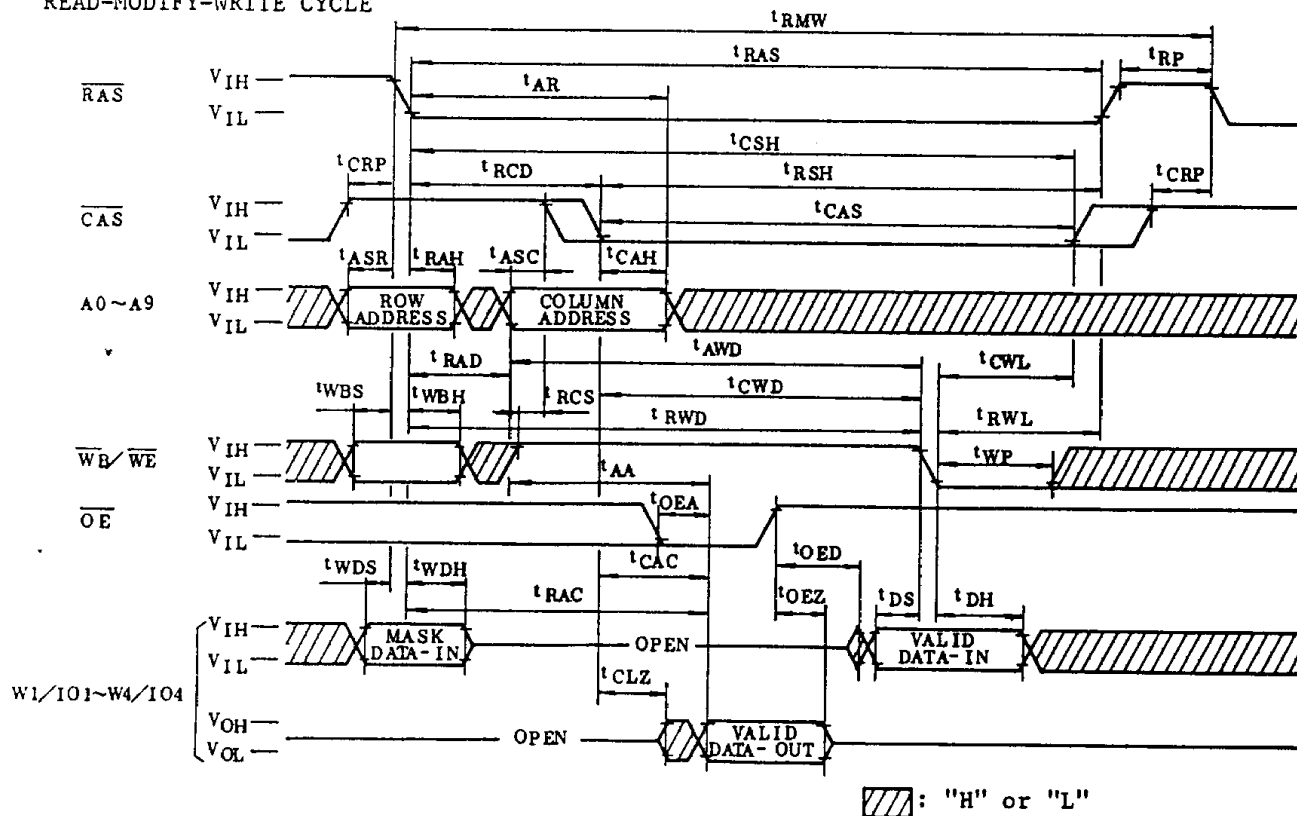 READ-MODIFY-WRITE CYCLE
tRMW
tRAS
tRP
tAR
RAS
VIH
VIL
tCSH
tCRP
tRCD
tRSH
tCRP
CAS
VIH
VIL
tCAS
tASR
tRAH
tASC
tCAH
A0~A9
VIH
VIL
ROW ADDRESS
COLUMN ADDRESS
tRAD
tAWD
tCWL
tWBS
tWBH
tRCS
tCWD
tRWD
tRWL
WB/WE
VIH
VIL
tAA
tWP
OE
VIH
VIL
tOEA
tOED
tWDS
tWDH
tCAC
tRAC
tOEZ
tDS
tDH
VIH
VIL
MASK DATA-IN
OPEN
VALID DATA-IN
W1/IO1~W4/IO4
tCLZ
VOH
VOL
OPEN
VALID DATA-OUT
: "H" or "L"